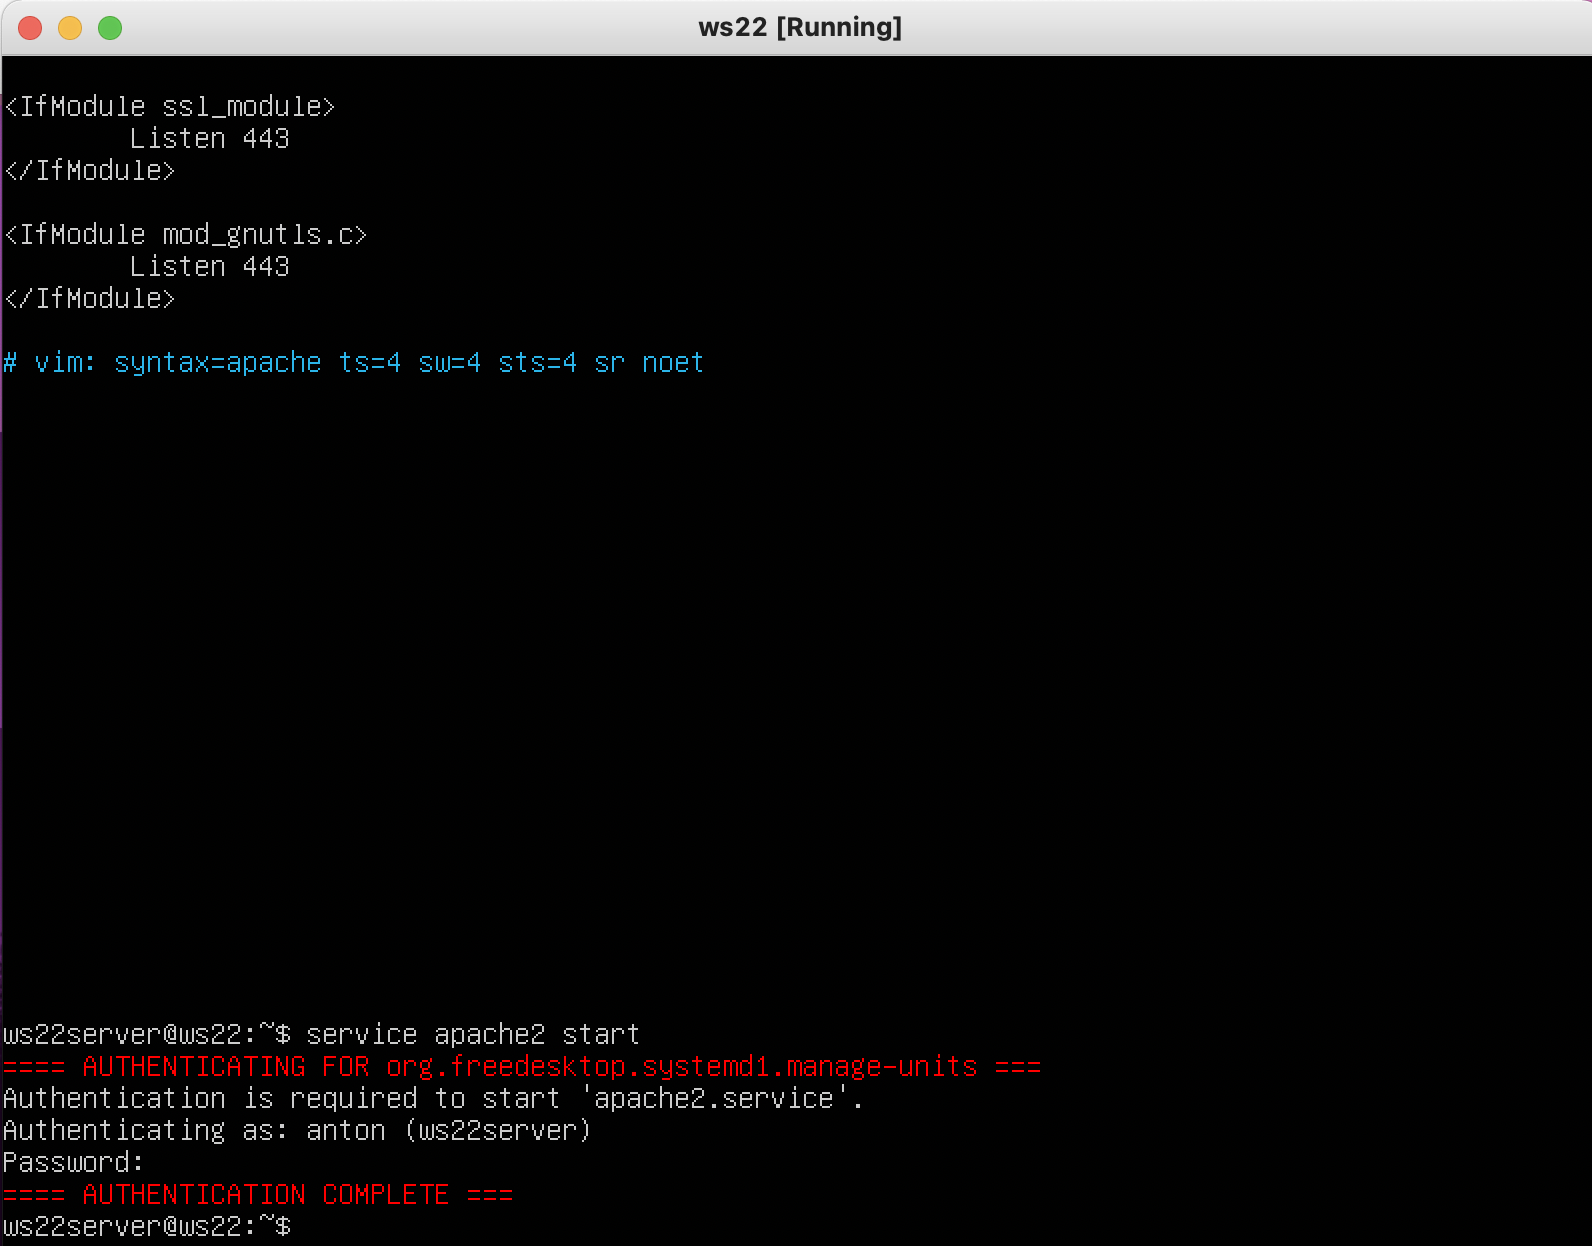 ws22 [Running]
<IfModule ssl_module>
Listen 443
</IfModule>
<IfModule mod_gnutls.c>
Listen 443
</IfModule>
# vim: syntax=apache ts=4 sw=4 sts=4 sr noet
ws22server@ws22:~$ service apache2 start
==== AUTHENTICATING FOR org.freedesktop.systemd1.manage-units ===
Authentication is required to start 'apache2.service'.
Authenticating as: anton (ws22server)
Password:
==== AUTHENTICATION COMPLETE ===
ws22server@ws22:~$